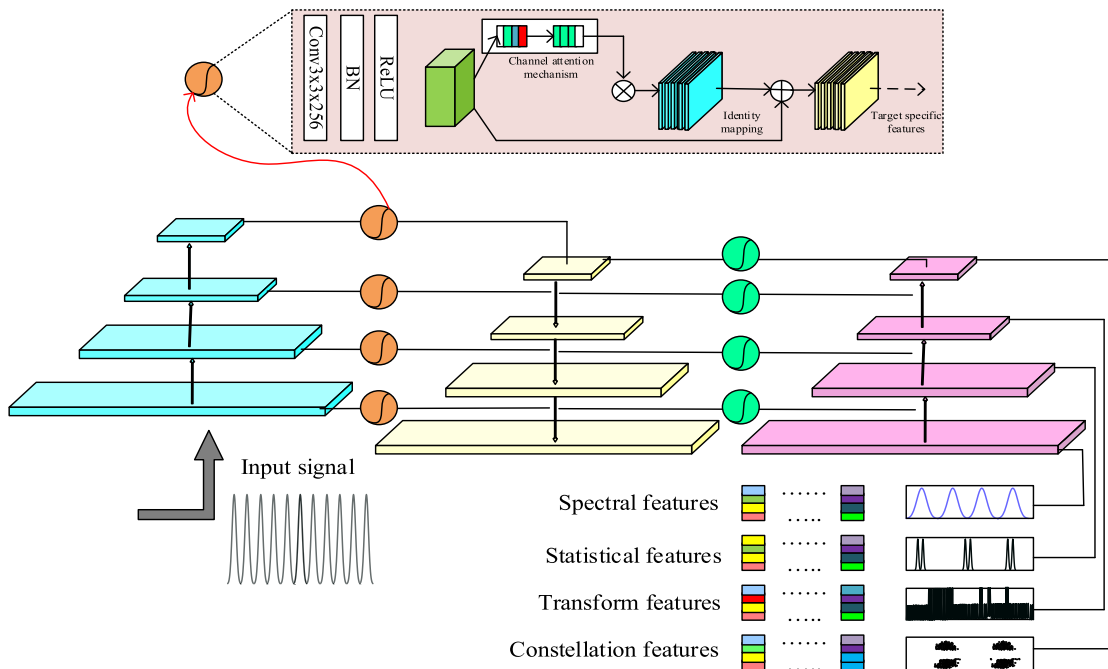 Conv3x3x256
BN
ReLU
Channel attention
mechanism
Identity
mapping
Target specific
features
Input signal
Spectral features
Statistical features
Transform features
Constellation features